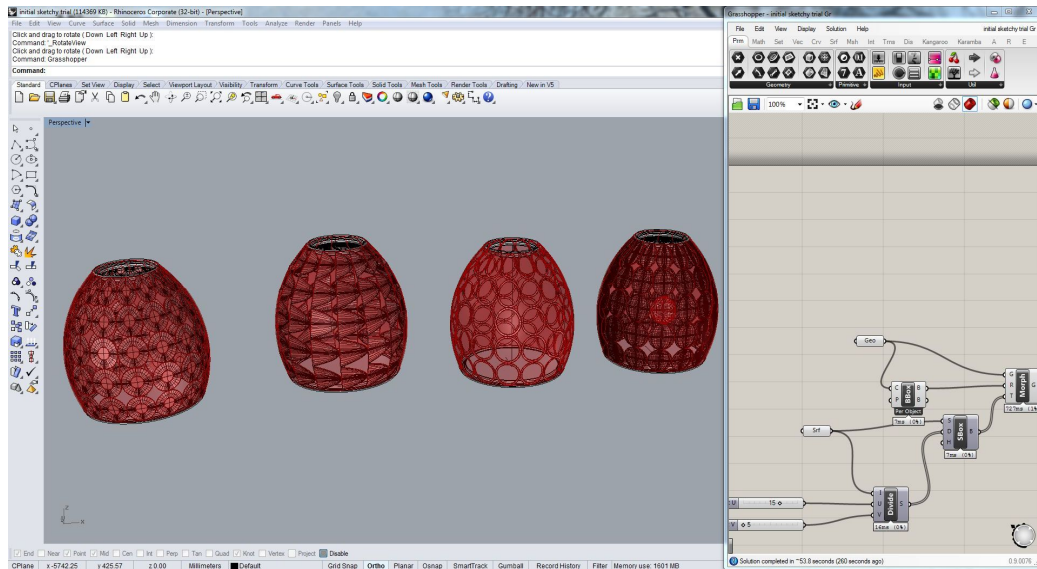 initial sketchy trial (114369 KB) - Rhinoceros Corporate (32-bit) - [Perspective]
File Edit View Curve Surface Solid Mesh Dimension Transform Tools Analyze Render Panels Help
Click and drag to rotate ( Down Left Right Up ):
Command: '_RotateView
Click and drag to rotate ( Down Left Right Up ):
Command: Grasshopper
Command:
Standard CPlanes Set View Display Select Viewport Layout Visibility Transform Curve Tools Surface Tools Solid Tools Mesh Tools Render Tools Drafting New in V5
Perspective
z
x
End Near Point Mid Cen Int Perp Tan Quad Knot Vertex Project Disable
CPlane x -5742.25 y 425.57 z 0.00 Millimeters Default Grid Snap Ortho Planar Osnap SmartTrack Gumball Record History Filter Memory use: 1601 MB
Grasshopper - initial sketchy trial Gr
File Edit View Display Solution Help initial sketchy trial Gr
Prm Math Set Vec Crv Srf Msh Int Trns Dis Kangaroo Karamba A R E
Geometry Primitive Input Util
100%
Geo
C P BBox B B
Per Object
7ms (0%)
G R T Morph G
Srf
S D H SBox B
7ms (0%)
U 15
V 5
I U V Divide S
16ms (0%)
Solution completed in ~53.8 seconds (260 seconds ago) 0.9.0076